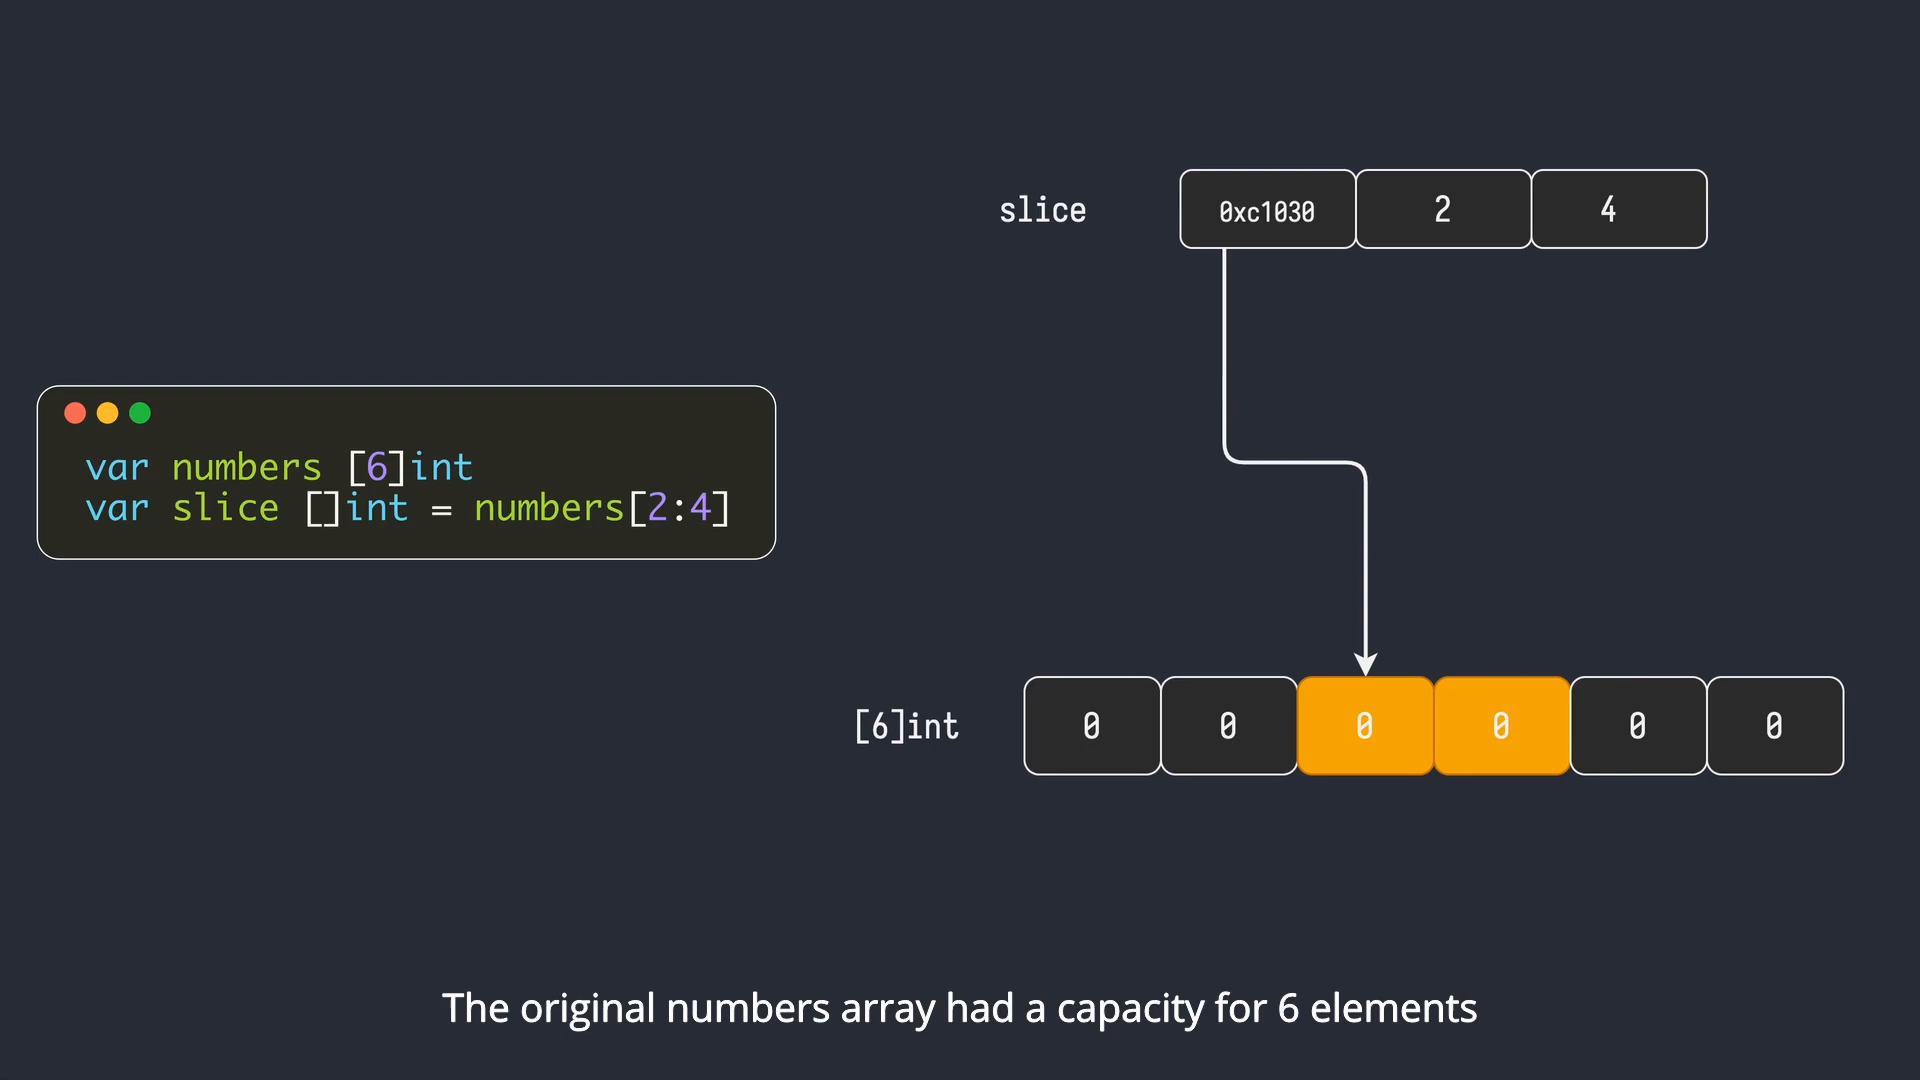 slice
0xc1030 2 4
var numbers [6]int
var slice []int = numbers[2:4]
[6]int 0 0 0 0 0 0
The original numbers array had a capacity for 6 elements